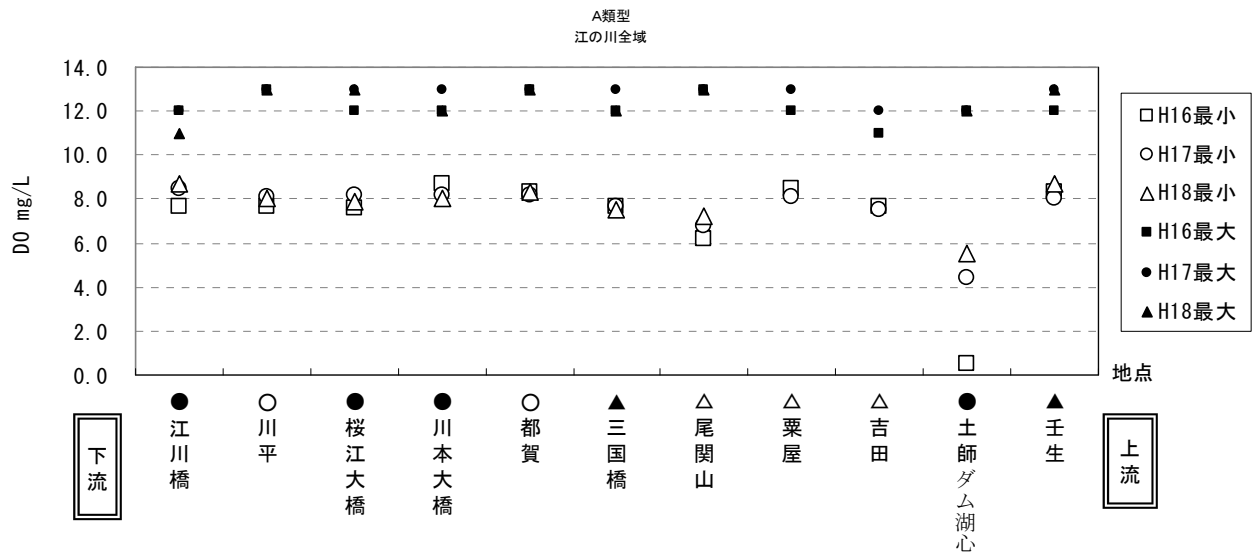 A類型
江の川全域
DO mg/L
14.0
12.0
10.0
8.0
6.0
4.0
2.0
0.0
□H16最小
○H17最小
△H18最小
■H16最大
●H17最大
▲H18最大
地点
下流
●江川橋
○川平
●桜江大橋
●川本大橋
○都賀
▲三国橋
△尾関山
△粟屋
△吉田
●土師ダム湖心
▲壬生
上流